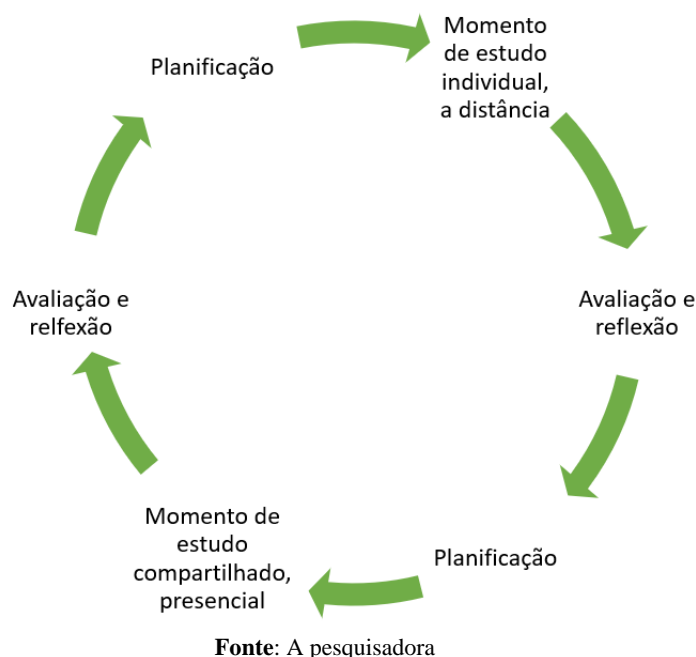 Planificação
Momento
de estudo
individual,
a distância
Avaliação e
reflexão
Planificação
Momento de
estudo
compartilhado,
presencial
Avaliação e
relfexão
Fonte: A pesquisadora